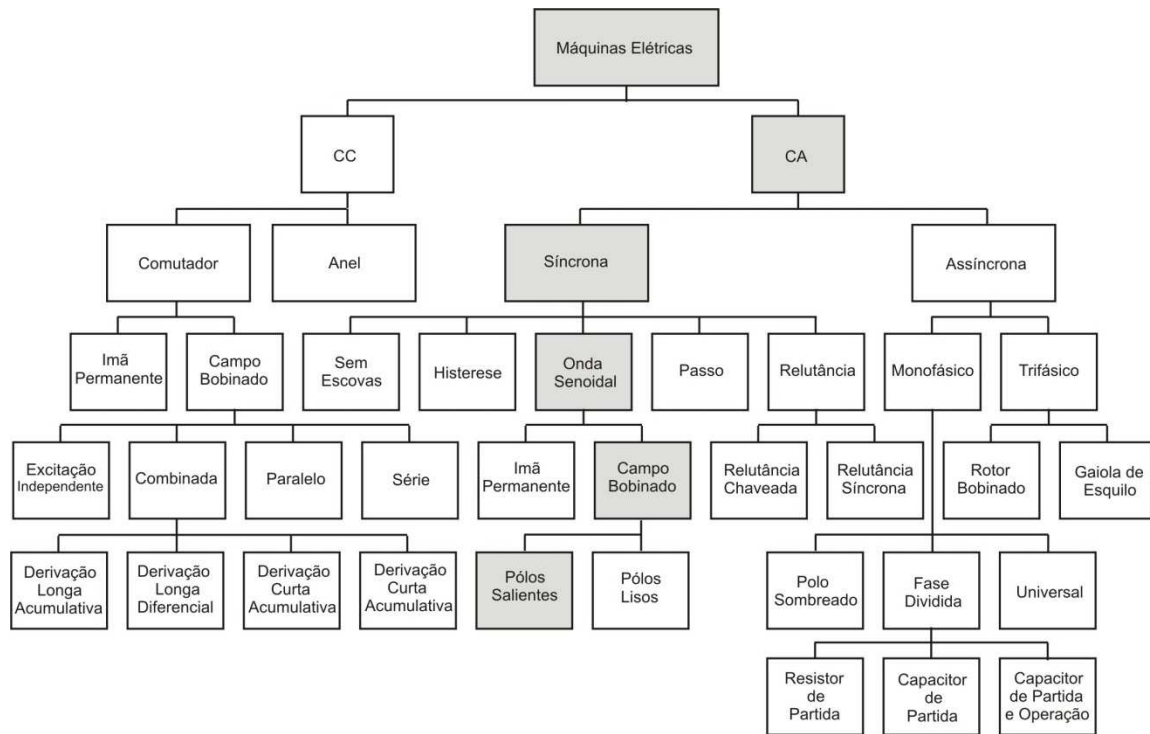 Máquinas Elétricas
CC
CA
Comutador
Anel
Síncrona
Assíncrona
Imã
Permanente
Campo
Bobinado
Sem
Escovas
Histerese
Onda
Senoidal
Passo
Relutância
Monofásico
Trifásico
Excitação
Independente
Combinada
Paralelo
Série
Imã
Permanente
Campo
Bobinado
Relutância
Chaveada
Relutância
Síncrona
Rotor
Bobinado
Gaiola de
Esquilo
Derivação
Longa
Acumulativa
Derivação
Longa
Diferencial
Derivação
Curta
Acumulativa
Derivação
Curta
Acumulativa
Pólos
Salientes
Pólos
Lisos
Polo
Sombreado
Fase
Dividida
Universal
Resistor
de
Partida
Capacitor
de
Partida
Capacitor
de Partida
e Operação